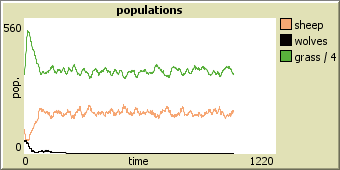 populations
560
pop.
0
0
time
1220
sheep
wolves
grass / 4